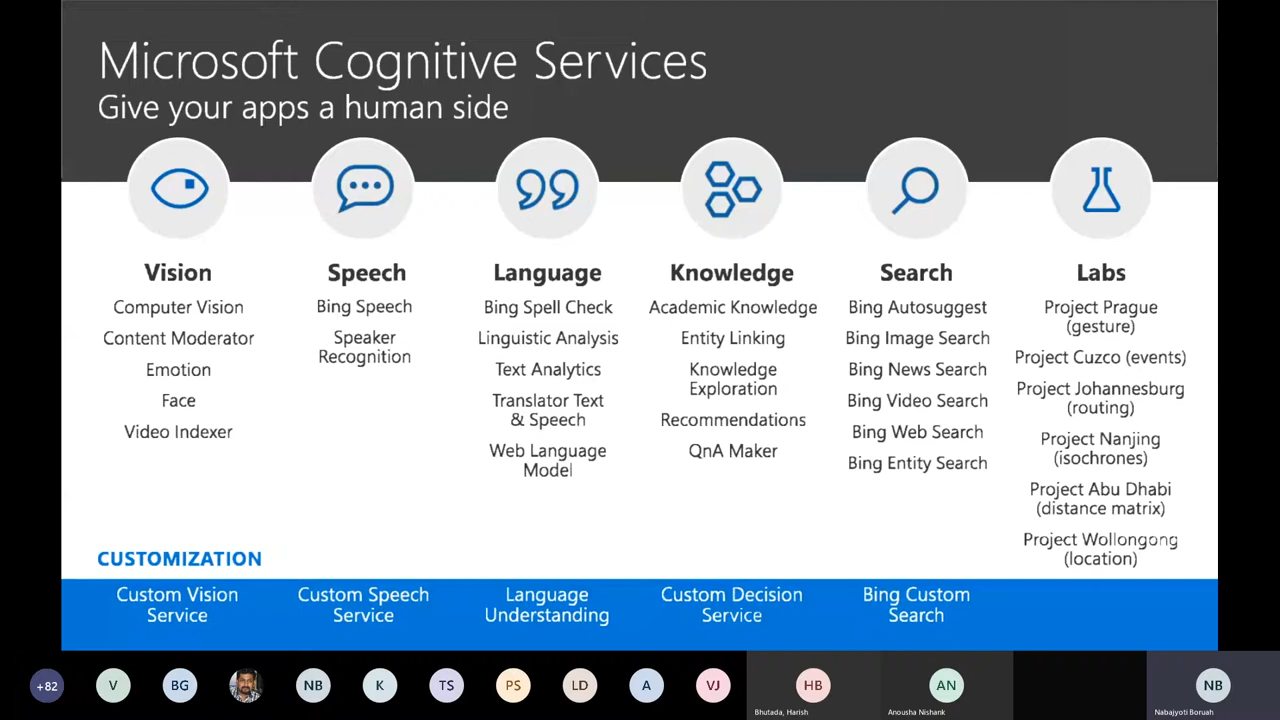 Microsoft Cognitive Services
Give your apps a human side
Vision
Computer Vision
Content Moderator
Emotion
Face
Video Indexer
Speech
Bing Speech
Speaker
Recognition
Language
Bing Spell Check
Linguistic Analysis
Text Analytics
Translator Text
& Speech
Web Language
Model
Knowledge
Academic Knowledge
Entity Linking
Knowledge
Exploration
Recommendations
QnA Maker
Search
Bing Autosuggest
Bing Image Search
Bing News Search
Bing Video Search
Bing Web Search
Bing Entity Search
Labs
Project Prague
(gesture)
Project Cuzco (events)
Project Johannesburg
(routing)
Project Nanjing
(isochrones)
Project Abu Dhabi
(distance matrix)
Project Wollongong
(location)
CUSTOMIZATION
Custom Vision
Service
Custom Speech
Service
Language
Understanding
Custom Decision
Service
Bing Custom
Search
+82
V
BG
NB
K
TS
PS
LD
A
VJ
HB
Bhutada, Harish
AN
Anousha Nishank
NB
Nabajyoti Boruah